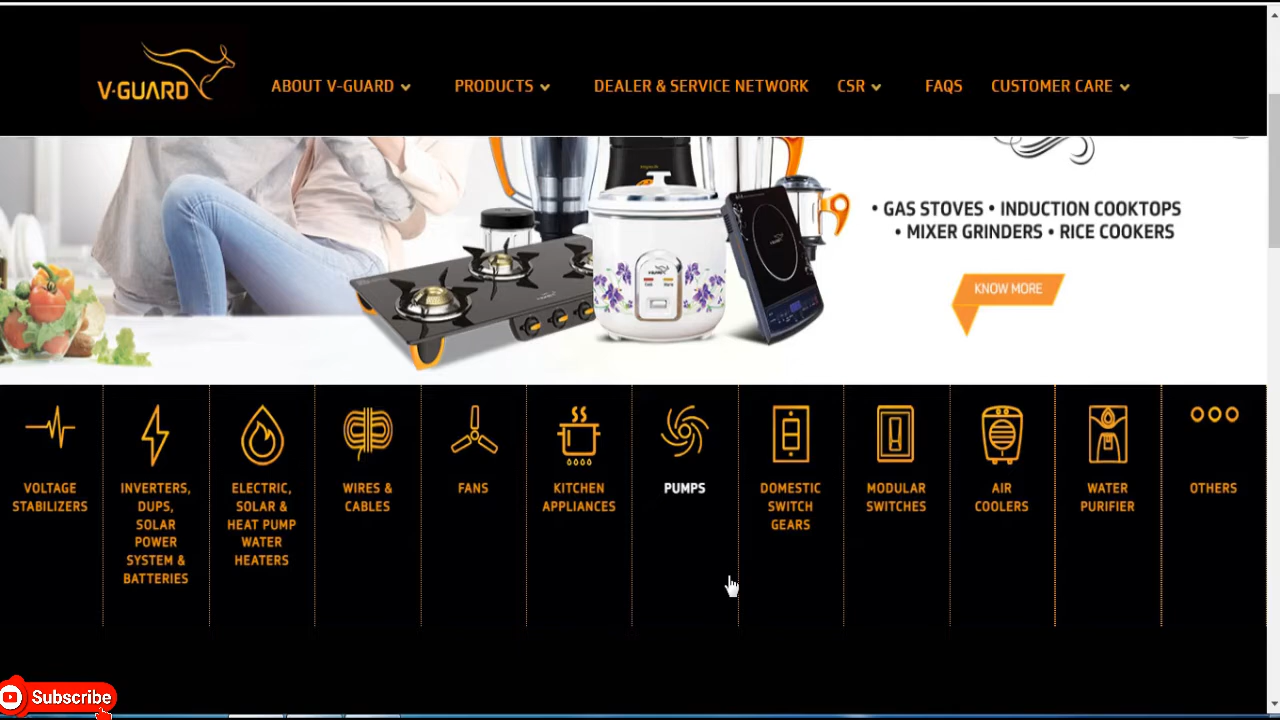 V-GUARD
ABOUT V-GUARD
PRODUCTS
DEALER & SERVICE NETWORK
CSR
FAQS
CUSTOMER CARE
• GAS STOVES • INDUCTION COOKTOPS
• MIXER GRINDERS • RICE COOKERS
KNOW MORE
VOLTAGE
STABILIZERS
INVERTERS,
DUPS,
SOLAR
POWER
SYSTEM &
BATTERIES
ELECTRIC,
SOLAR &
HEAT PUMP
WATER
HEATERS
WIRES &
CABLES
FANS
KITCHEN
APPLIANCES
PUMPS
DOMESTIC
SWITCH
GEARS
MODULAR
SWITCHES
AIR
COOLERS
WATER
PURIFIER
OTHERS
Subscribe